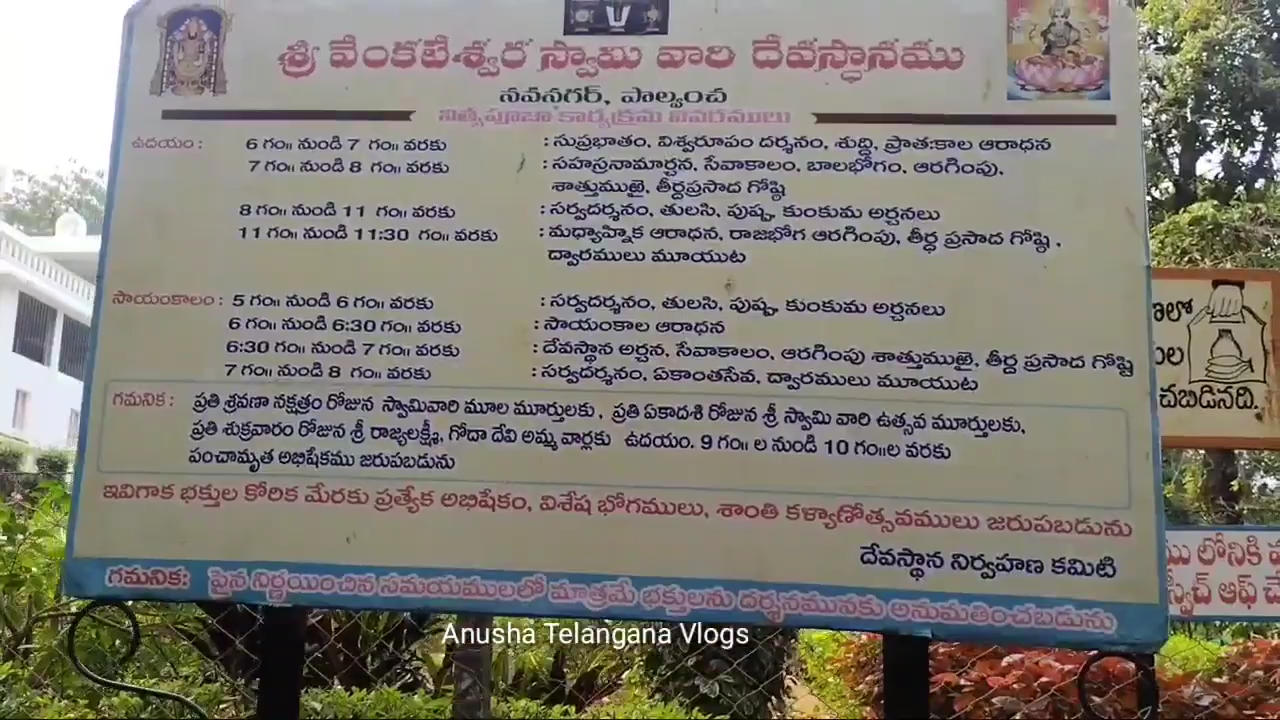 శ్రీ వేంకటేశ్వర స్వామి వారి దేవస్థానము
నవనగర్, పాల్వంచ
నిత్యపూజా కార్యక్రమ వివరములు
ఉదయం : 6 గం॥ నుండి 7 గం॥ వరకు : సుప్రభాతం, విశ్వరూపం దర్శనం, శుద్ధి, ప్రాత:కాల ఆరాధన
7 గం॥ నుండి 8 గం॥ వరకు : సహస్రనామార్చన, సేవాకాలం, బాలభోగం, ఆరగింపు,
శాత్తుముఱై, తీర్ధప్రసాద గోష్ఠి
8 గం॥ నుండి 11 గం॥ వరకు : సర్వదర్శనం, తులసి, పుష్ప, కుంకుమ అర్చనలు
11 గం॥ నుండి 11:30 గం॥ వరకు : మధ్యాహ్నిక ఆరాధన, రాజభోగ ఆరగింపు, తీర్ధ ప్రసాద గోష్ఠి ,
ద్వారములు మూయుట
సాయంకాలం : 5 గం॥ నుండి 6 గం॥ వరకు : సర్వదర్శనం, తులసి, పుష్ప, కుంకుమ అర్చనలు
6 గం॥ నుండి 6:30 గం॥ వరకు : సాయంకాల ఆరాధన
6:30 గం॥ నుండి 7 గం॥ వరకు : దేవస్థాన అర్చన, సేవాకాలం, ఆరగింపు శాత్తుముఱై, తీర్ధ ప్రసాద గోష్ఠి
7 గం॥ నుండి 8 గం॥ వరకు : సర్వదర్శనం, ఏకాంతసేవ, ద్వారములు మూయుట
గమనిక : ప్రతి శ్రవణా నక్షత్రం రోజున స్వామివారి మూల మూర్తులకు, ప్రతి ఏకాదశి రోజున శ్రీ స్వామి వారి ఉత్సవ మూర్తులకు,
ప్రతి శుక్రవారం రోజున శ్రీ రాజ్యలక్ష్మీ, గోదా దేవి అమ్మ వార్లకు ఉదయం. 9 గం॥ ల నుండి 10 గం॥ల వరకు
పంచామృత అభిషేకము జరుపబడును
ఇవిగాక భక్తుల కోరిక మేరకు ప్రత్యేక అభిషేకం, విశేష భోగములు, శాంతి కళ్యాణోత్సవములు జరుపబడును
దేవస్థాన నిర్వహణ కమిటి
గమనిక: పైన నిర్ణయించిన సమయములలో మాత్రమే భక్తులను దర్శనమునకు అనుమతించబడును
ణలో
ుల
చబడినది.
ము లోనికి
స్విచ్ ఆఫ్
Anusha Telangana Vlogs